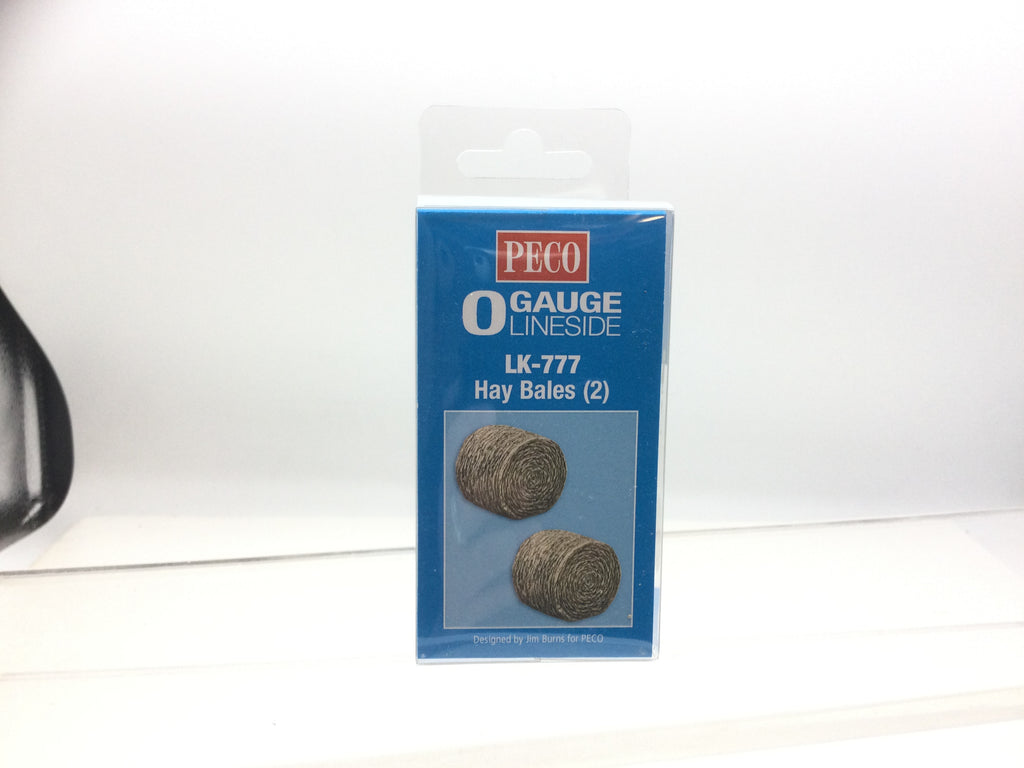 PECO
O GAUGE
LINESIDE
LK-777
Hay Bales (2)
Designed by Jim Burns for PECO